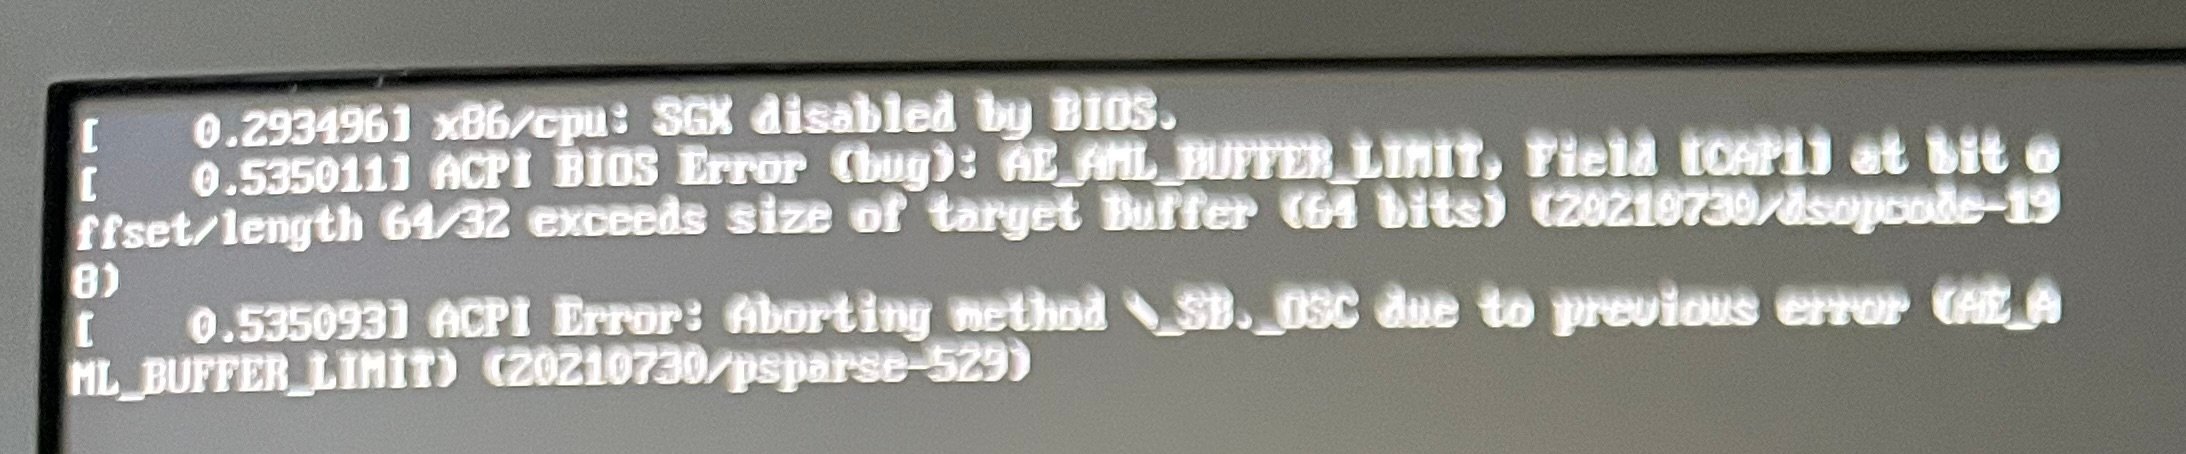 [    0.293496] x86/cpu: SGX disabled by BIOS.
[    0.535011] ACPI BIOS Error (bug): AE_AML_BUFFER_LIMIT, Field [CAP1] at bit o
ffset/length 64/32 exceeds size of target Buffer (64 bits) (20210730/dsopcode-19
8)
[    0.535093] ACPI Error: Aborting method \_SB._OSC due to previous error (AE_A
ML_BUFFER_LIMIT) (20210730/psparse-529)